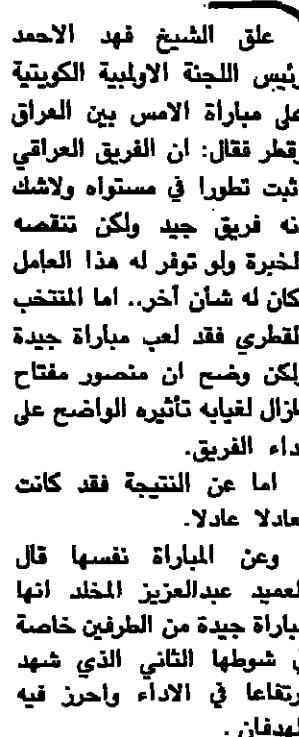 علق الشيخ فهد الاحمد
رئيس اللجنة الاولبية الكويتية
على مباراة الامس بين العراق
وقطر فقال: ان الفريق العراقي
اثبت تطورا في مستواه ولاشك
انه فريق جيد ولكن تنقصه
الخبرة ولو توفر له هذا العامل
لكان له شأن آخر.. اما المنتخب
القطري فقد لعب مباراة جيدة
ولكن وضح ان منصور مفتاح
مازال لغيابه تأثيره الواضح على
اداء الفريق.
اما عن النتيجة فقد كانت
تعادلا عادلا.
وعن المباراة نفسها قال
العميد عبدالعزيز المخلد انها
مباراة جيدة من الطرفين خاصة
في شوطها الثاني الذي شهد
ارتفاعا في الاداء واحرز فيه
الهدفان.